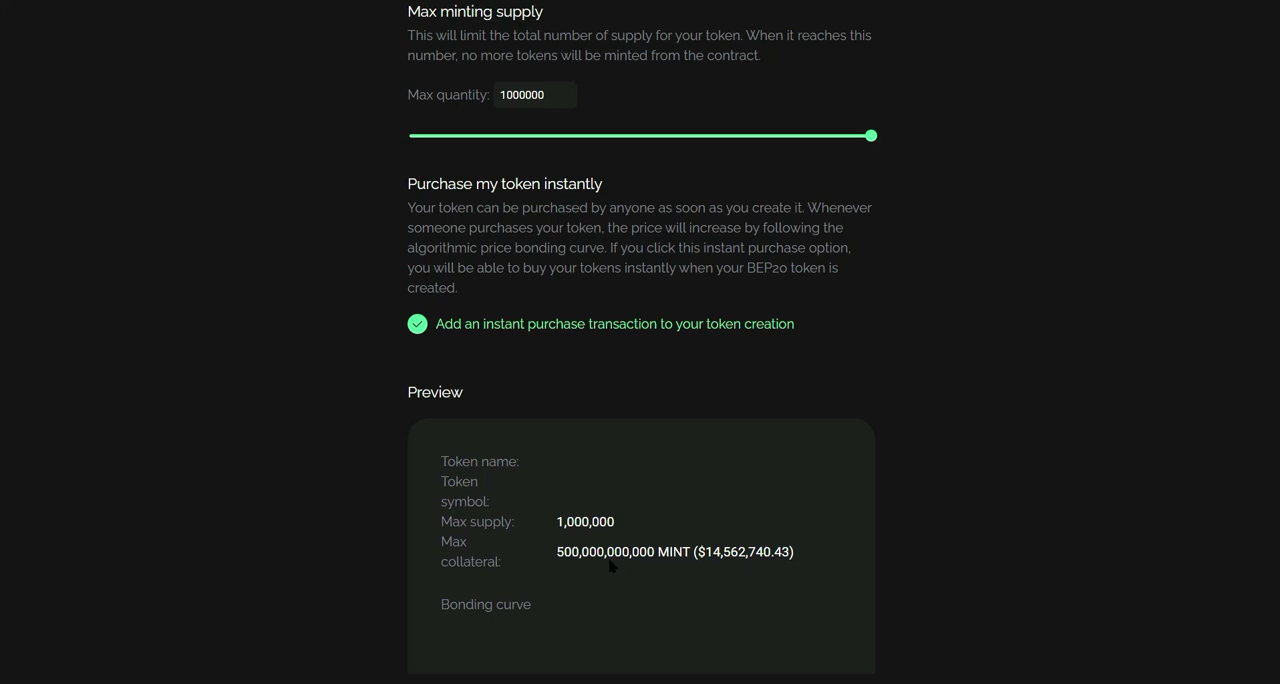 Max minting supply
This will limit the total number of supply for your token. When it reaches this
number, no more tokens will be minted from the contract.
Max quantity: 1000000
Purchase my token instantly
Your token can be purchased by anyone as soon as you create it. Whenever
someone purchases your token, the price will increase by following the
algorithmic price bonding curve. If you click this instant purchase option,
you will be able to buy your tokens instantly when your BEP20 token is
created.
Add an instant purchase transaction to your token creation
Preview
Token name:
Token
symbol:
Max supply: 1,000,000
Max
collateral: 500,000,000,000 MINT ($14,562,740.43)
Bonding curve